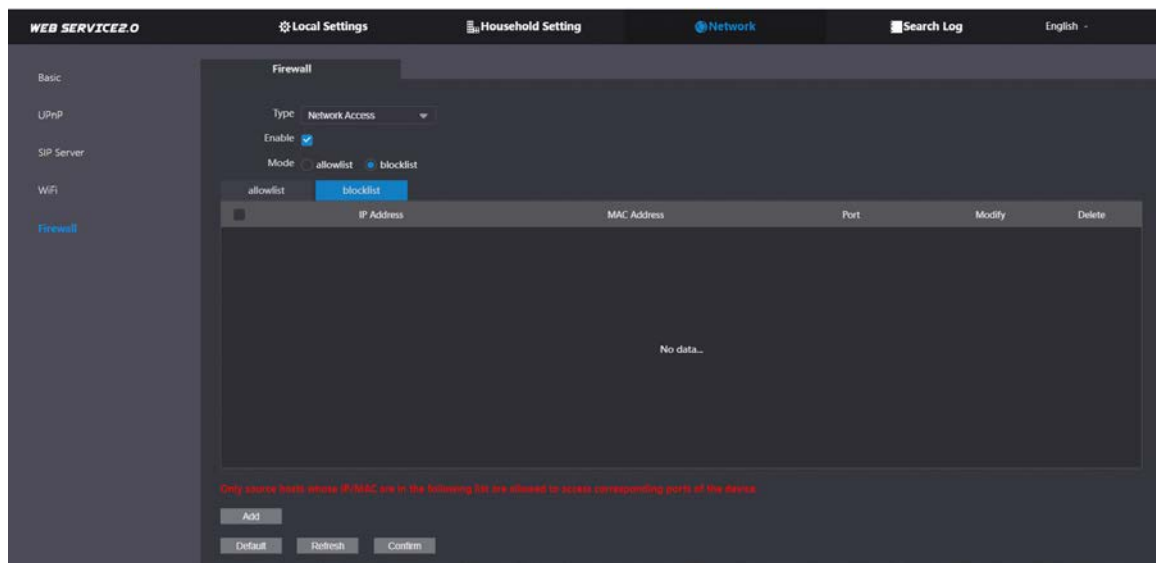 WEB SERVICE2.0 Local Settings Household Setting Network Search Log English
Firewall
Basic
UPnP
SIP Server
WiFi
Firewall
Type Network Access
Enable
Mode allowlist blocklist
allowlist blocklist
IP Address MAC Address Port Modify Delete
No data...
Only source hosts whose IP/MAC are in the following list are allowed to access corresponding ports of the device
Add
Default Refresh Confirm